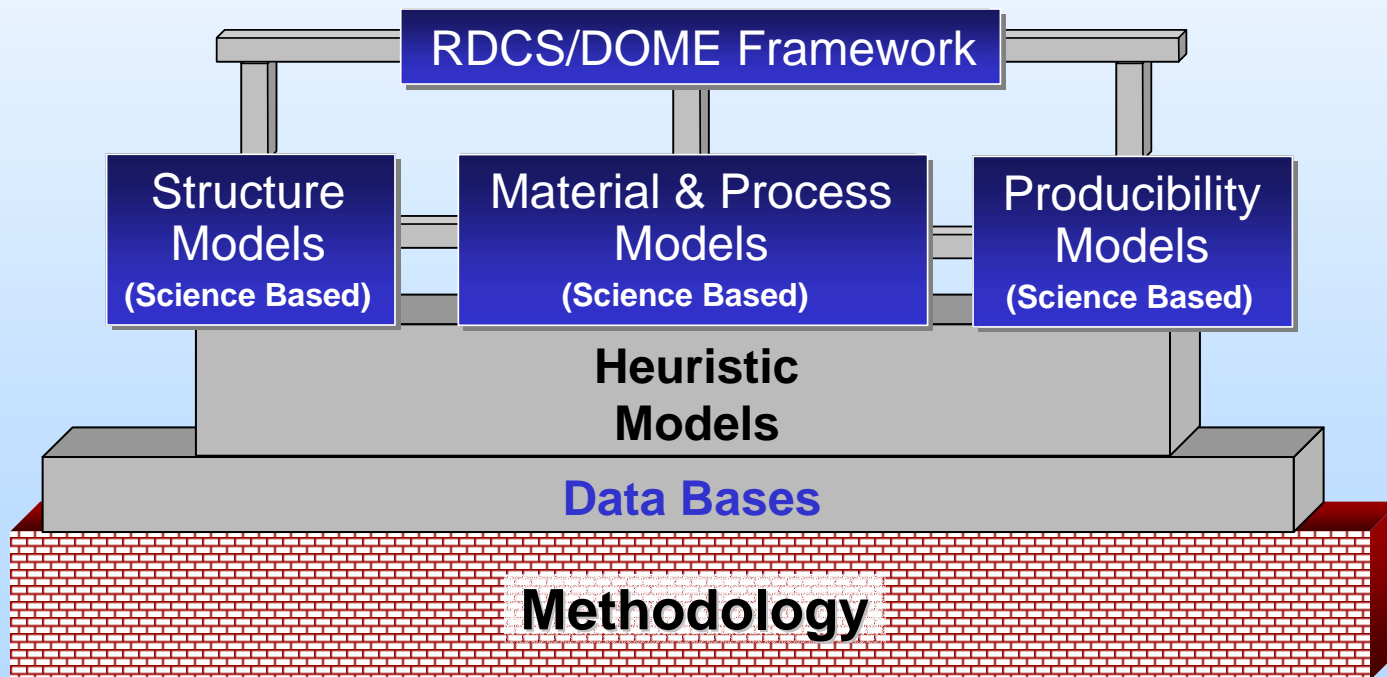 RDCS/DOME Framework
Structure
Models
(Science Based)
Material & Process
Models
(Science Based)
Producibility
Models
(Science Based)
Heuristic
Models
Data Bases
Methodology